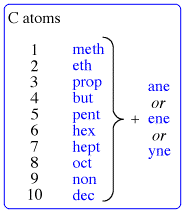 C atoms
1 meth
2 eth
3 prop
4 but
5 pent
6 hex
7 hept
8 oct
9 non
10 dec
+
ane
or
ene
or
yne